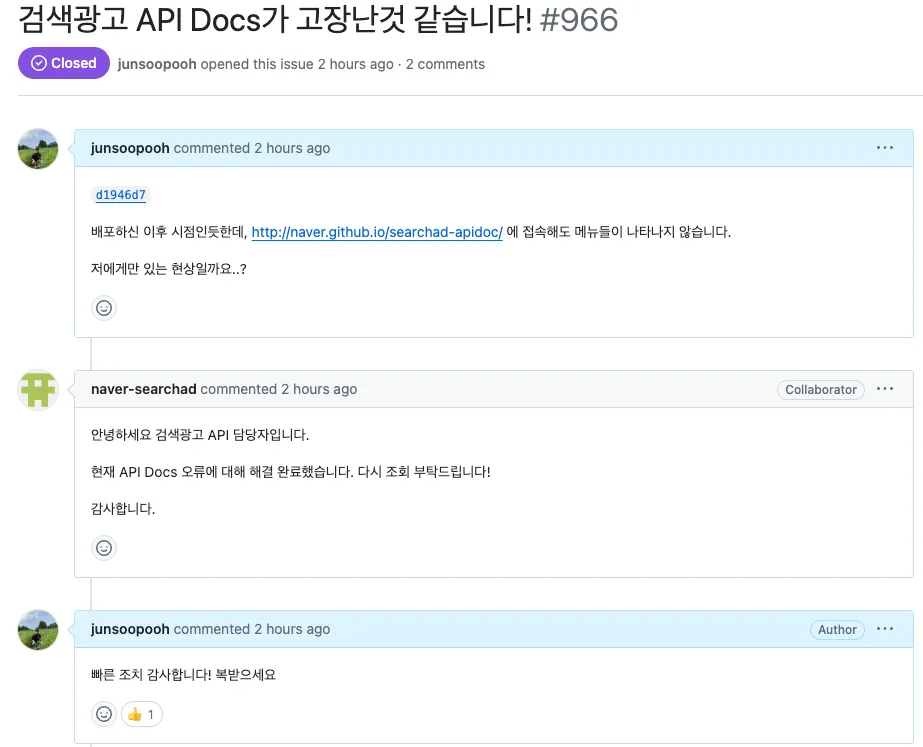 검색광고 API Docs가 고장난것 같습니다! #966
Closed junsoopooh opened this issue 2 hours ago · 2 comments
junsoopooh commented 2 hours ago
d1946d7
배포하신 이후 시점인듯한데, http://naver.github.io/searchad-apidoc/ 에 접속해도 메뉴들이 나타나지 않습니다.
저에게만 있는 현상일까요..?
naver-searchad commented 2 hours ago Collaborator
안녕하세요 검색광고 API 담당자입니다.
현재 API Docs 오류에 대해 해결 완료했습니다. 다시 조회 부탁드립니다!
감사합니다.
junsoopooh commented 2 hours ago Author
빠른 조치 감사합니다! 복받으세요
👍 1